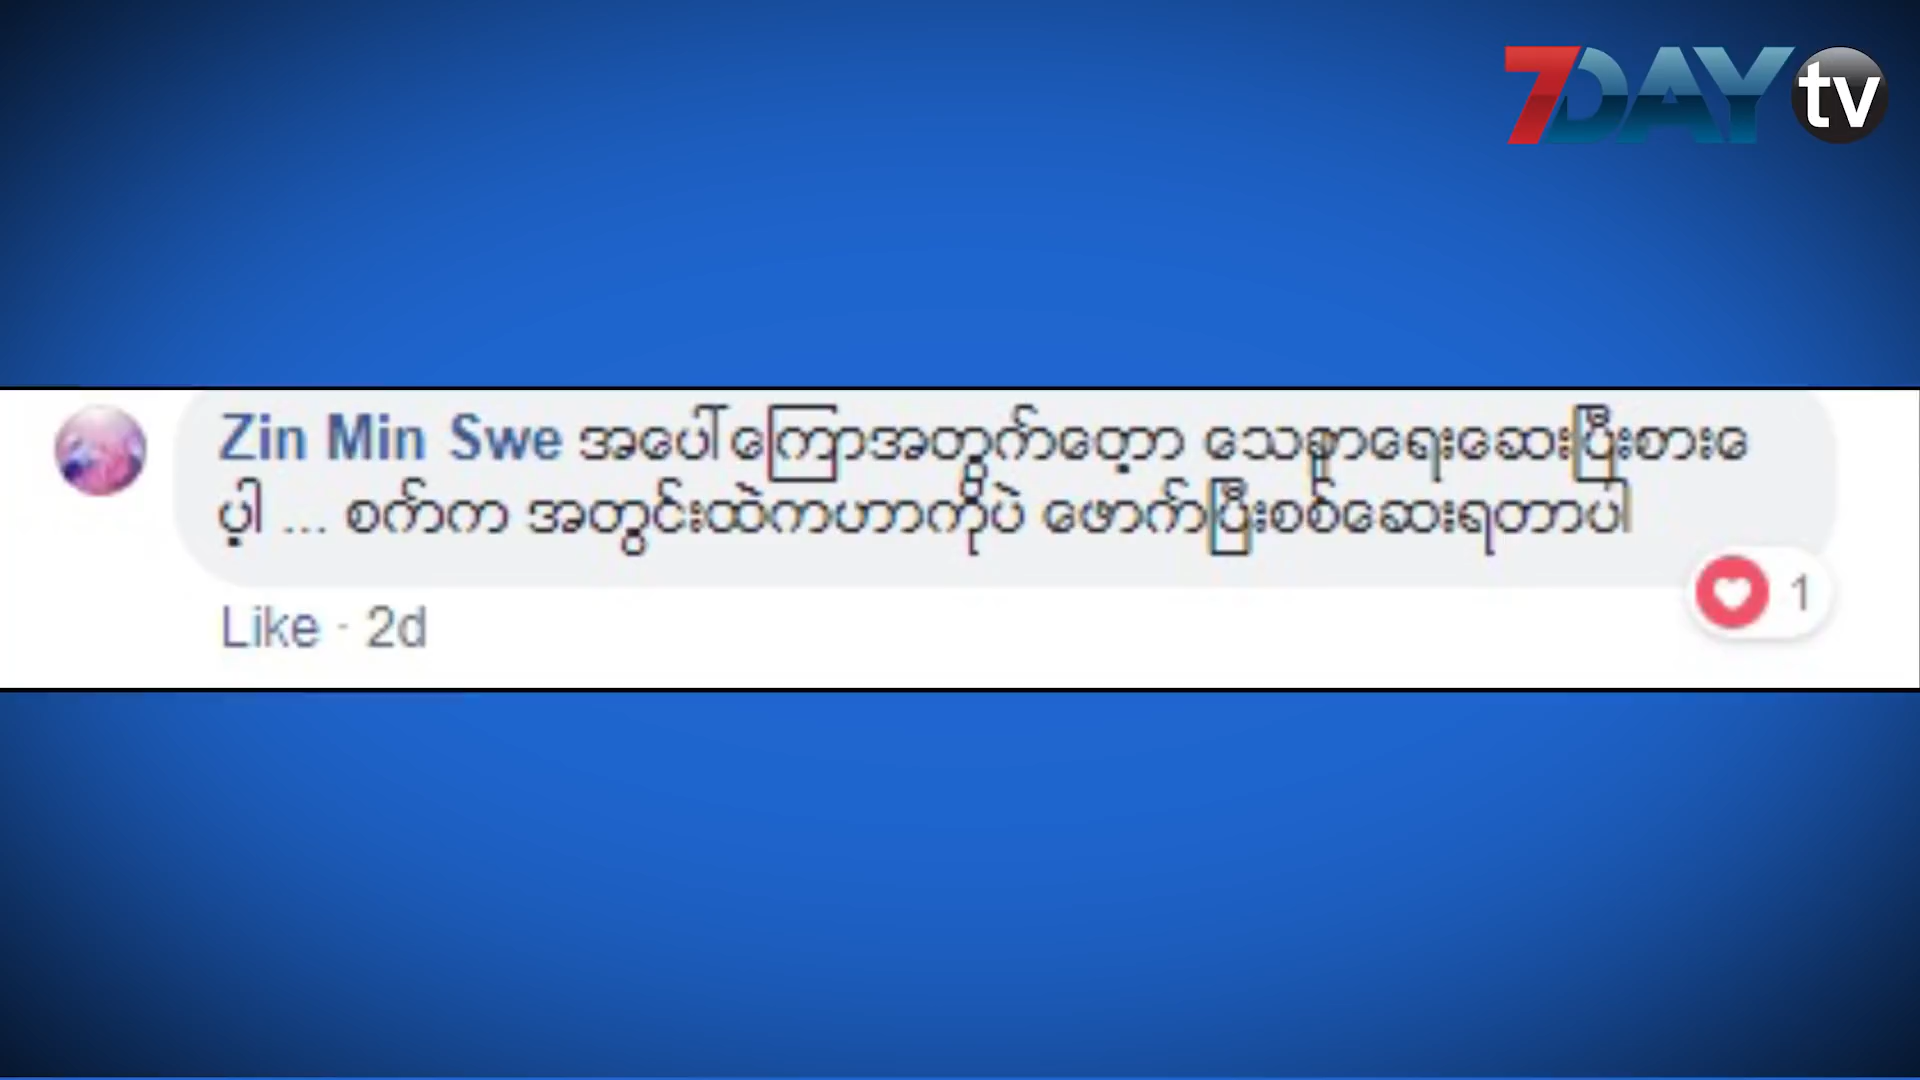 7DAY tv
Zin Min Swe အပေါ်ကြောအတွက်တော့ သေချာရေးဆေးပြီးစားပေ
ပ့ါ ... စက်က အတွင်းထဲကဟာကိုပဲ ဖောက်ပြီးစစ်ဆေးရတာပါ
1
Like · 2d